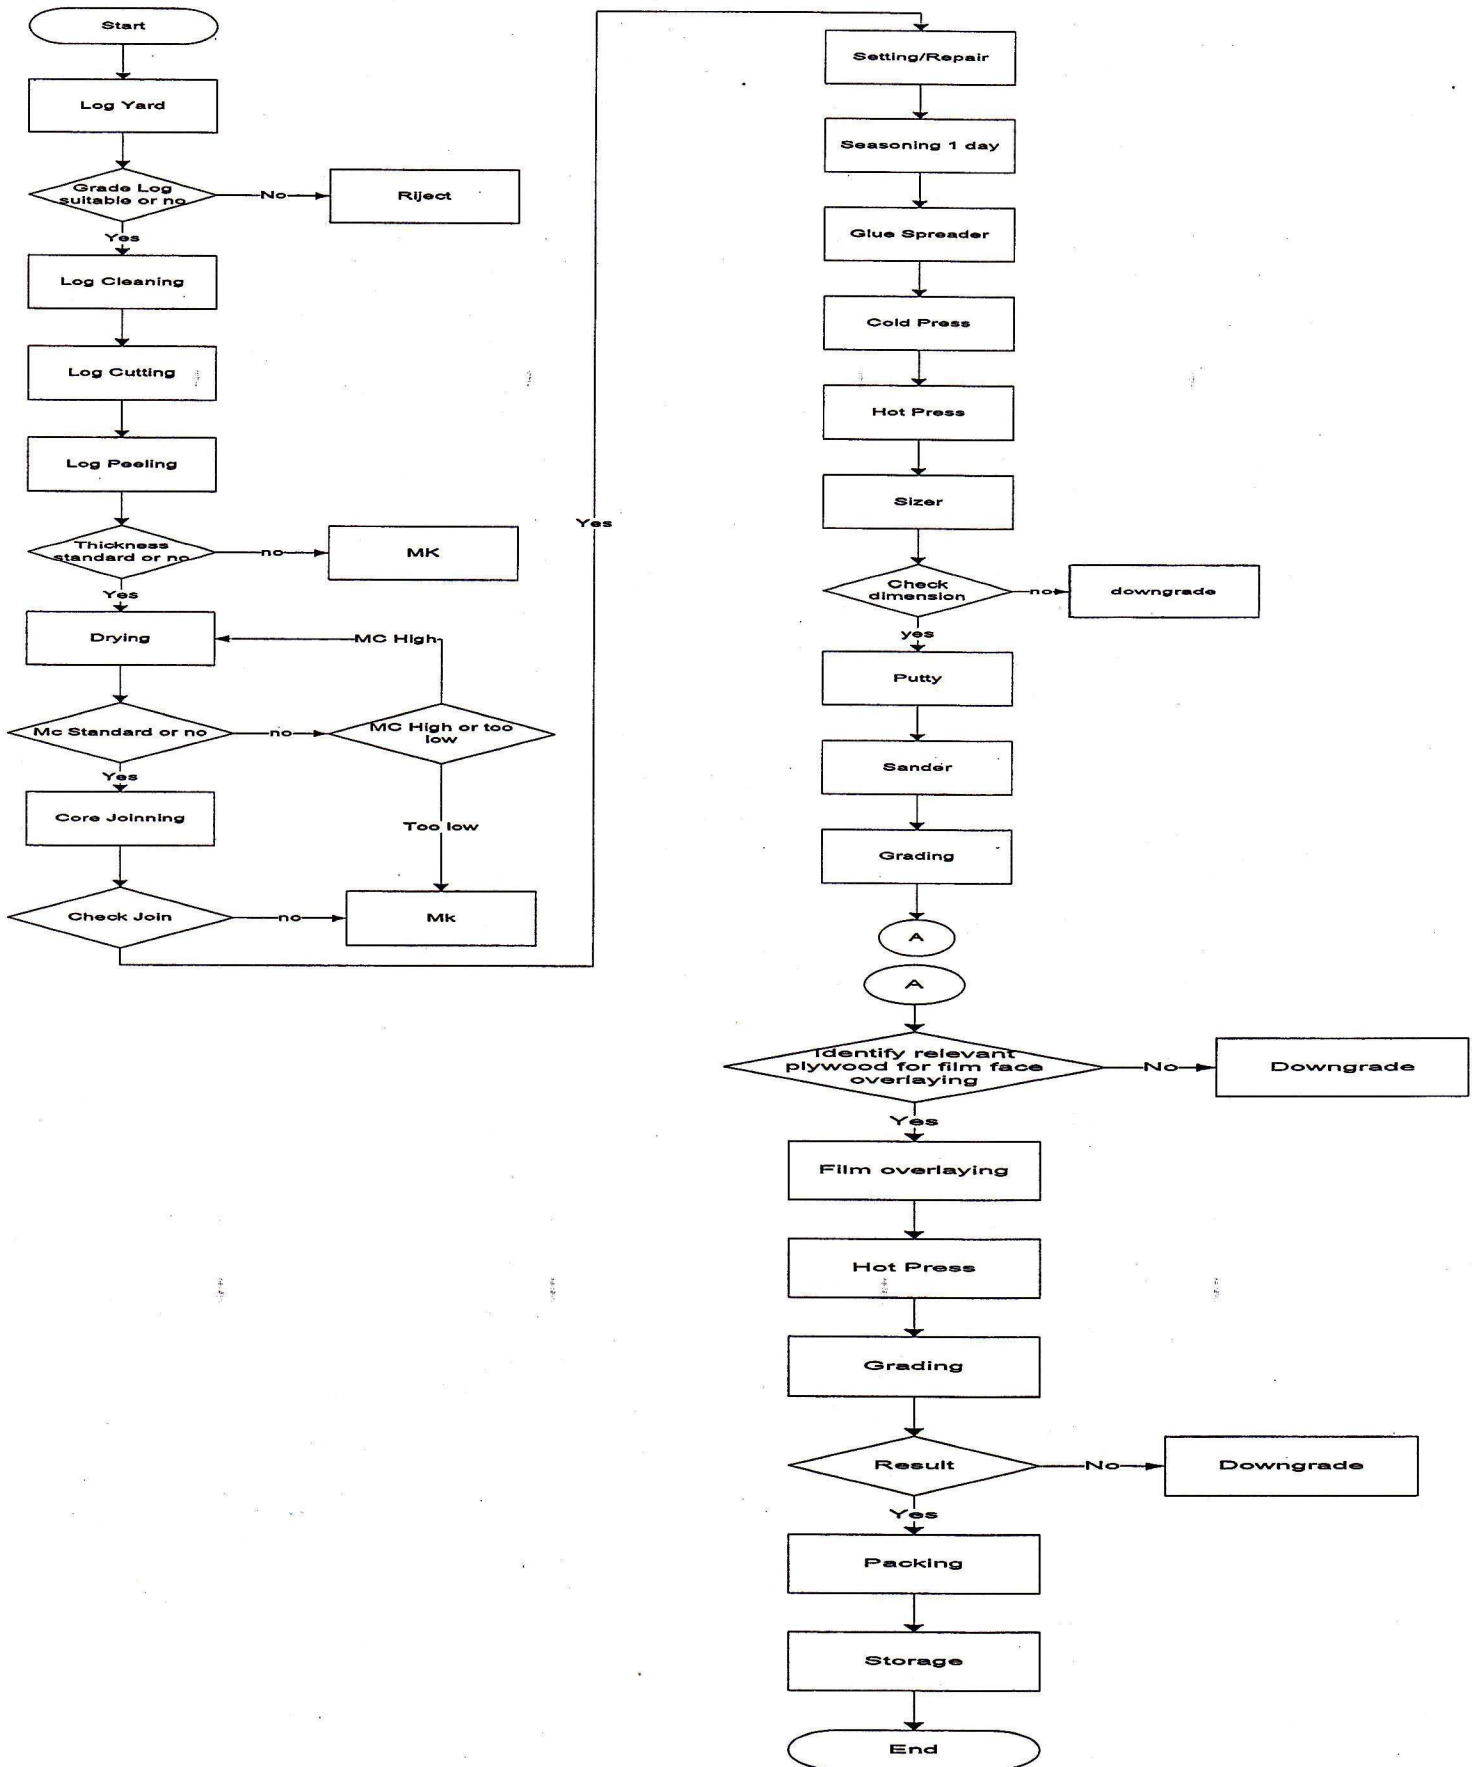 Start
Log Yard
Grade Log
suitable or no
No
Riject
Yes
Log Cleaning
Log Cutting
Log Peeling
Thickness
standard or no
no
MK
Yes
Drying
MC High
Mc Standard or no
no
MC High or too
low
Yes
Core Joinning
Too low
Check Join
no
Mk
Yes
Setting/Repair
Seasoning 1 day
Glue Spreader
Cold Press
Hot Press
Sizer
Check
dimension
no
downgrade
yes
Putty
Sander
Grading
A
A
Identify relevant
plywood for film face
overlaying
No
Downgrade
Yes
Film overlaying
Hot Press
Grading
Result
No
Downgrade
Yes
Packing
Storage
End